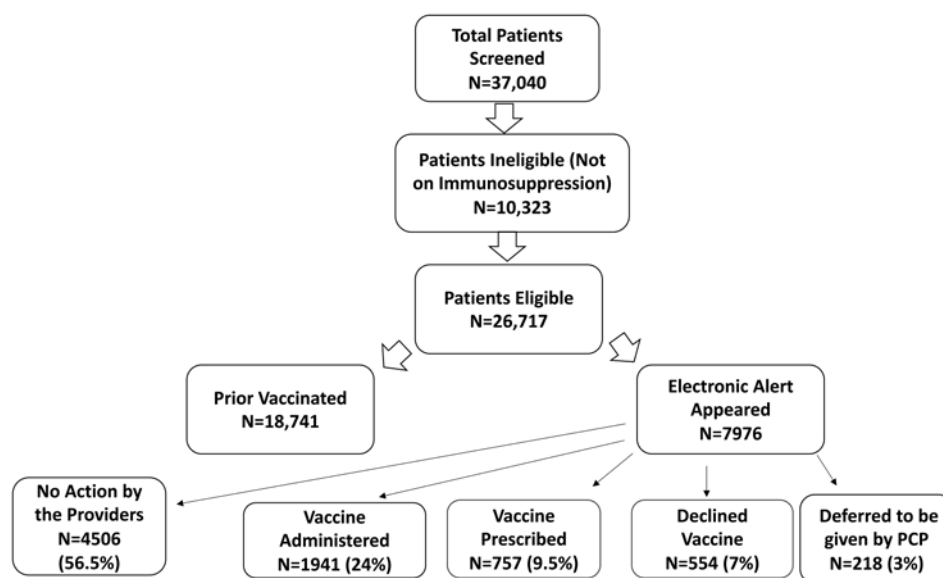 Total Patients
Screened
N=37,040
Patients Ineligible (Not
on Immunosuppression)
N=10,323
Patients Eligible
N=26,717
Prior Vaccinated
N=18,741
Electronic Alert
Appeared
N=7976
No Action by
the Providers
N=4506
(56.5%)
Vaccine
Administered
N=1941 (24%)
Vaccine
Prescribed
N=757 (9.5%)
Declined
Vaccine
N=554 (7%)
Deferred to be
given by PCP
N=218 (3%)